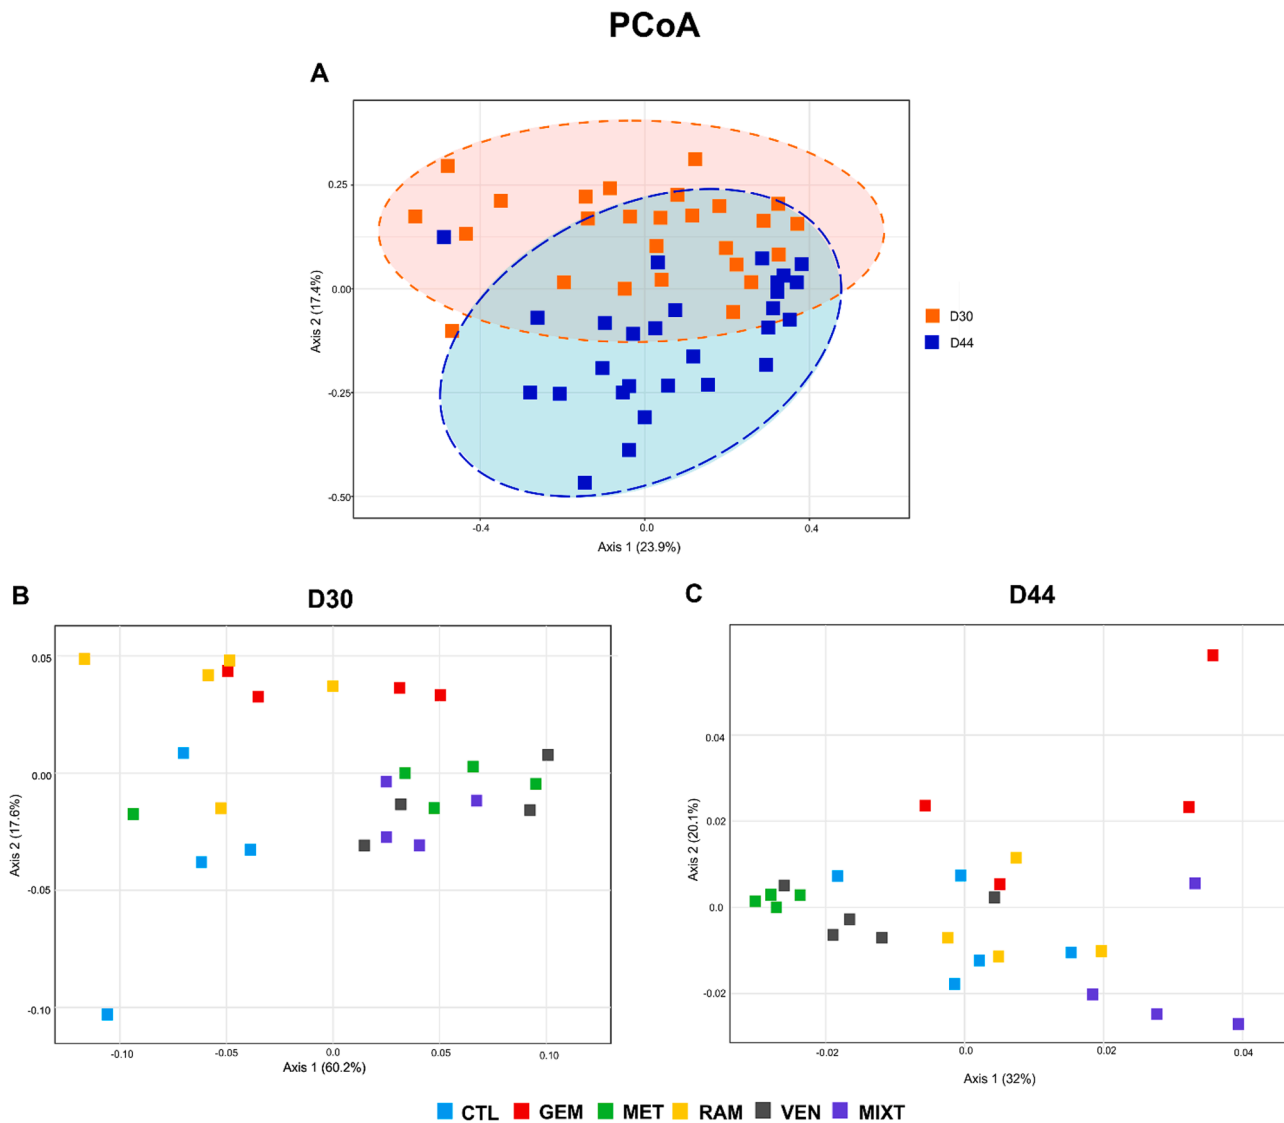 PCoA
A
0.25
0.00
-0.25
-0.50
Axis 2 (17.4%)
-0.4
0.0
0.4
Axis 1 (23.9%)
D30
D44
B
D30
0.05
0.00
-0.05
-0.10
Axis 2 (17.6%)
-0.10
-0.05
0.0
0.05
0.10
Axis 1 (60.2%)
C
D44
0.04
0.02
0.0
-0.02
Axis 2 (20.1%)
-0.02
0.0
0.02
0.04
Axis 1 (32%)
CTL GEM MET RAM VEN MIXT